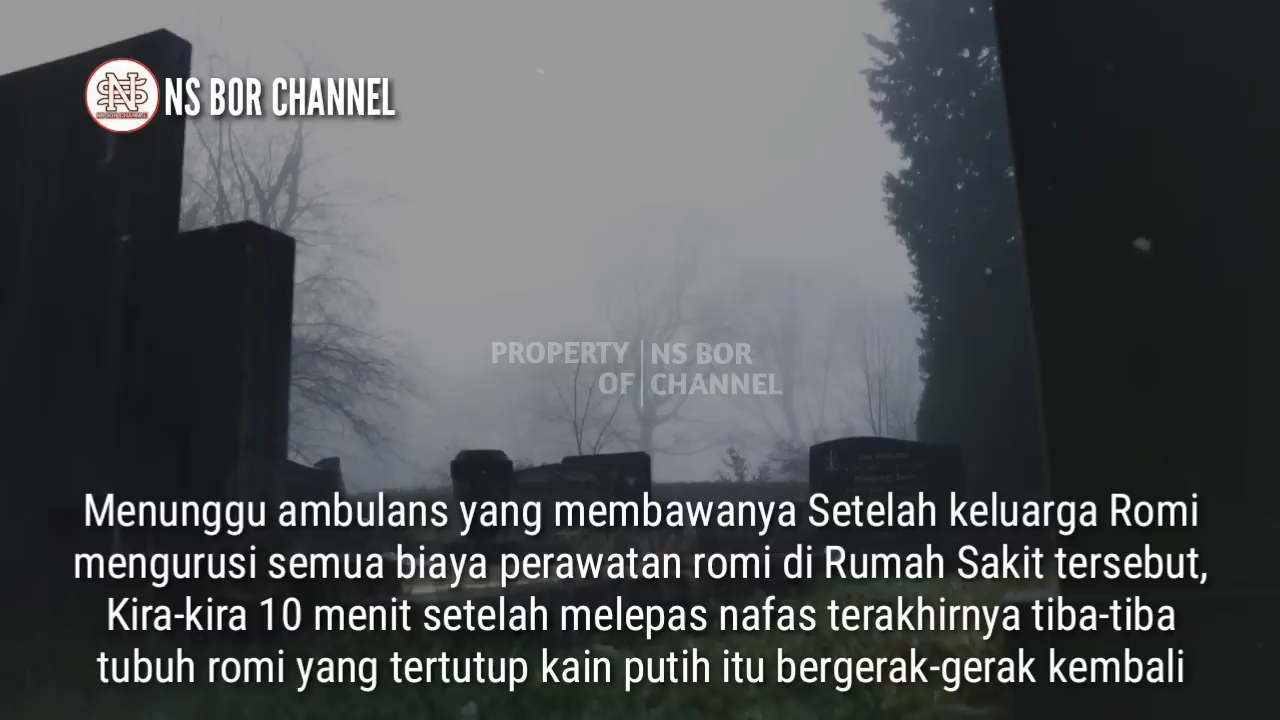 NS BOR CHANNEL
PROPERTY OF NS BOR CHANNEL
Menunggu ambulans yang membawanya Setelah keluarga Romi
mengurusi semua biaya perawatan romi di Rumah Sakit tersebut,
Kira-kira 10 menit setelah melepas nafas terakhirnya tiba-tiba
tubuh romi yang tertutup kain putih itu bergerak-gerak kembali